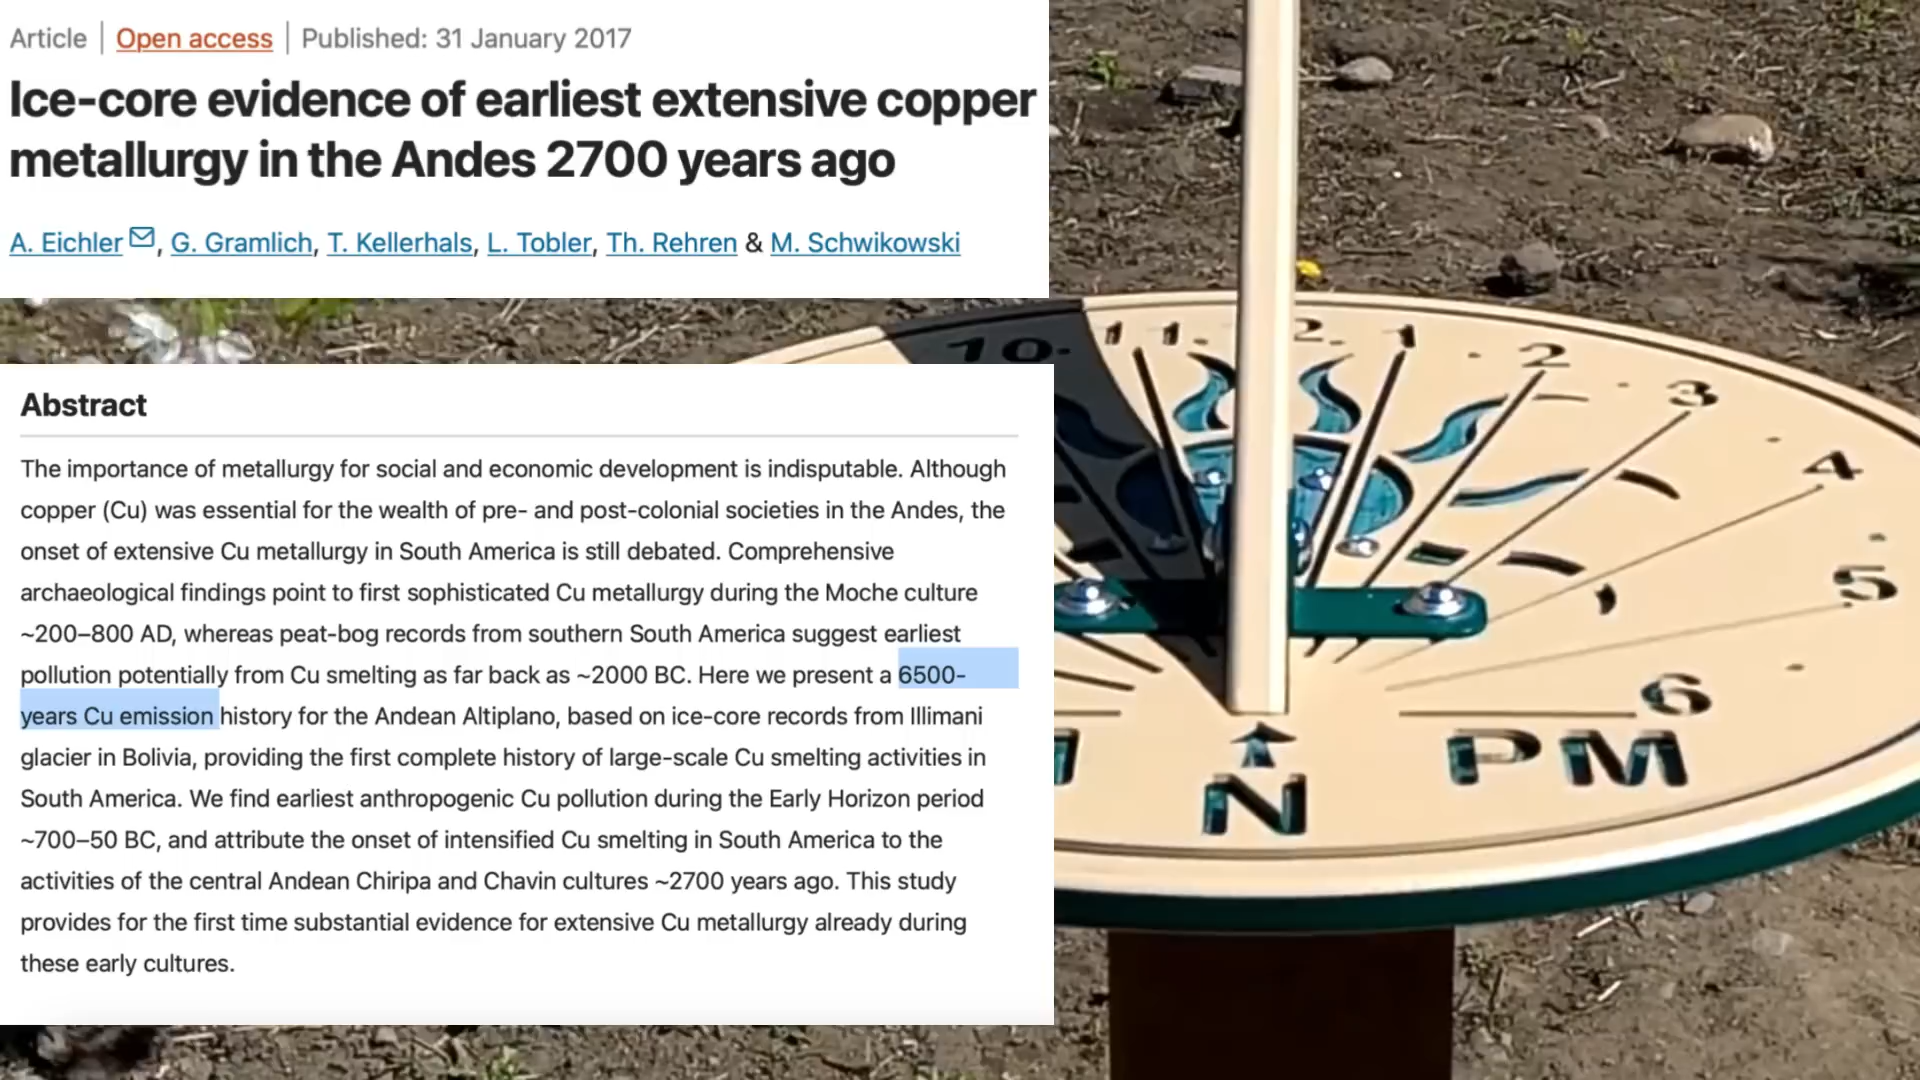 Article | Open access | Published: 31 January 2017
Ice-core evidence of earliest extensive copper
metallurgy in the Andes 2700 years ago
A. Eichler, G. Gramlich, T. Kellerhals, L. Tobler, Th. Rehren & M. Schwikowski
Abstract
The importance of metallurgy for social and economic development is indisputable. Although
copper (Cu) was essential for the wealth of pre- and post-colonial societies in the Andes, the
onset of extensive Cu metallurgy in South America is still debated. Comprehensive
archaeological findings point to first sophisticated Cu metallurgy during the Moche culture
~200–800 AD, whereas peat-bog records from southern South America suggest earliest
pollution potentially from Cu smelting as far back as ~2000 BC. Here we present a 6500-
years Cu emission history for the Andean Altiplano, based on ice-core records from Illimani
glacier in Bolivia, providing the first complete history of large-scale Cu smelting activities in
South America. We find earliest anthropogenic Cu pollution during the Early Horizon period
~700–50 BC, and attribute the onset of intensified Cu smelting in South America to the
activities of the central Andean Chiripa and Chavin cultures ~2700 years ago. This study
provides for the first time substantial evidence for extensive Cu metallurgy already during
these early cultures.
10 11 2 1 2 3 4 5 6
PM
N